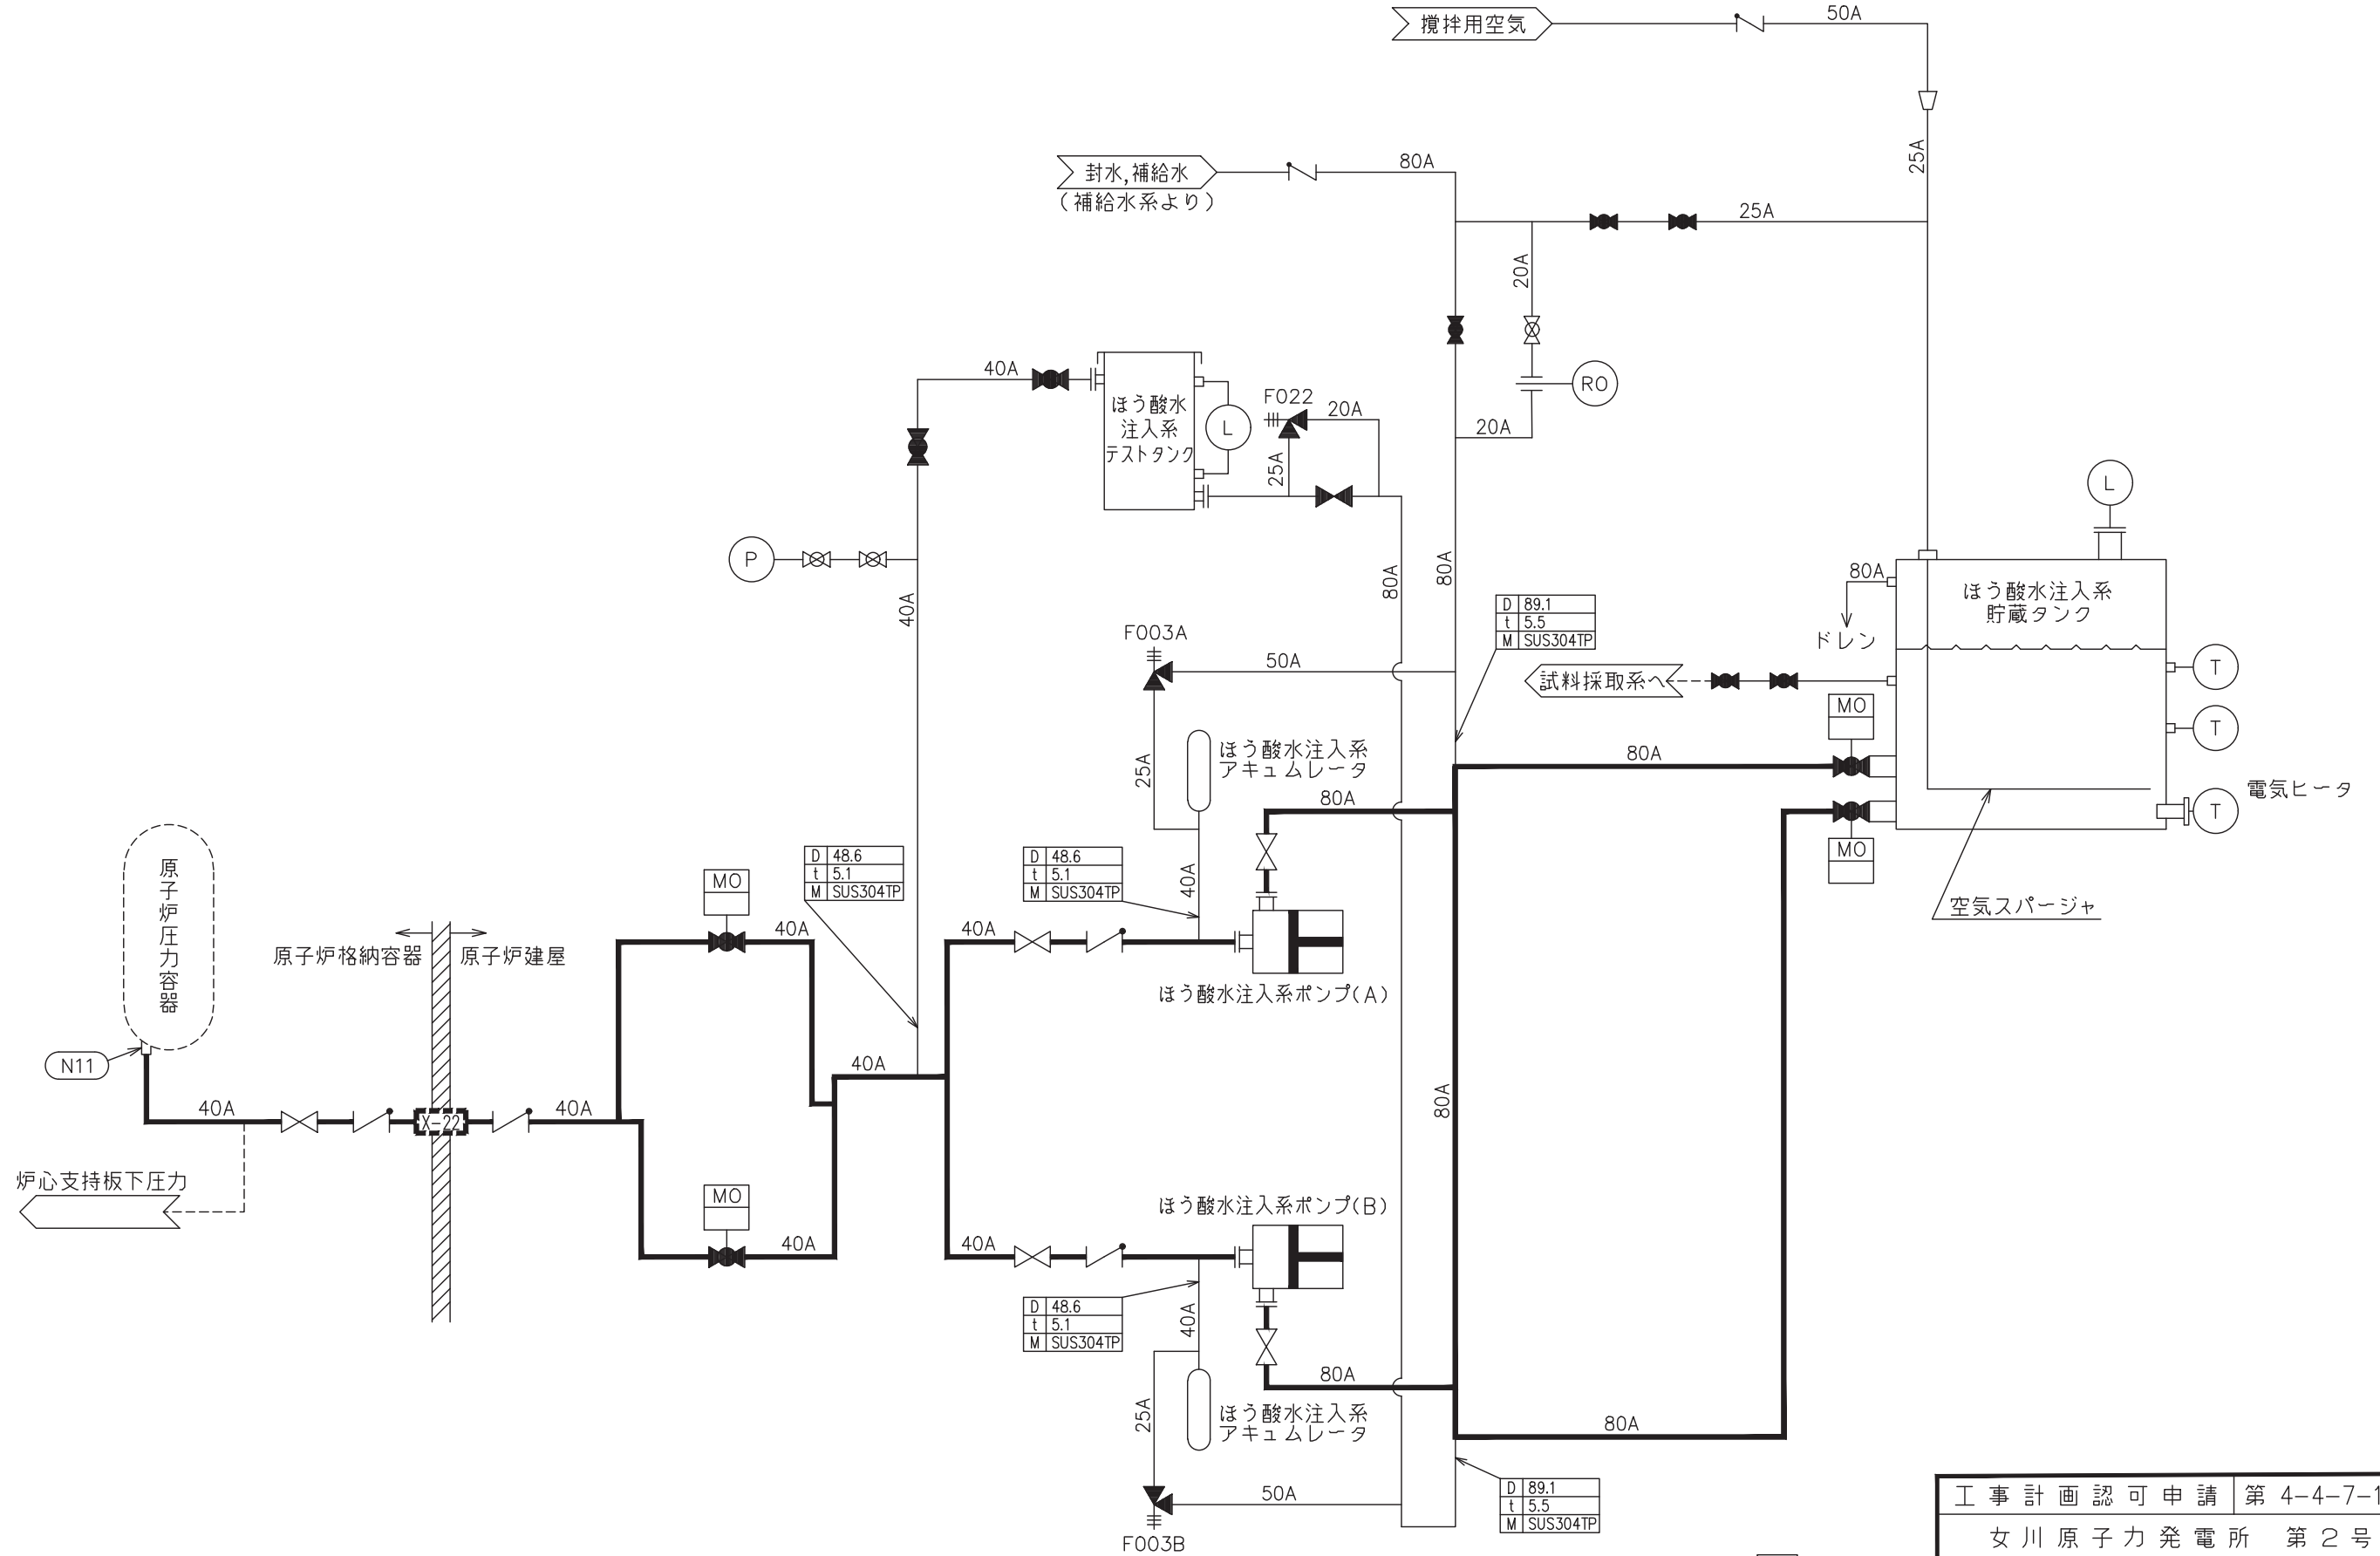 攪拌用空気
50A
25A
封水,補給水
(補給水系より)
80A
25A
20A
RO
20A
40A
ほう酸水
注入系
テストタンク
L
F022
20A
25A
P
40A
80A
80A
L
80A
ドレン
ほう酸水注入系
貯蔵タンク
D 89.1
t 5.5
M SUS304TP
F003A
50A
試料採取系へ
MO
T
T
25A
ほう酸水注入系
アキュムレータ
80A
80A
電気ヒータ
T
MO
空気スパージャ
原子炉圧力容器
D 48.6
t 5.1
M SUS304TP
D 48.6
t 5.1
M SUS304TP
40A
MO
40A
40A
原子炉格納容器
原子炉建屋
ほう酸水注入系ポンプ(A)
N11
40A
40A
X-22
40A
80A
炉心支持板下圧力
MO
40A
40A
ほう酸水注入系ポンプ(B)
D 48.6
t 5.1
M SUS304TP
40A
80A
25A
ほう酸水注入系
アキュムレータ
80A
50A
F003B
D 89.1
t 5.5
M SUS304TP
工事計画認可申請 第 4-4-7-1
女川原子力発電所 第2号